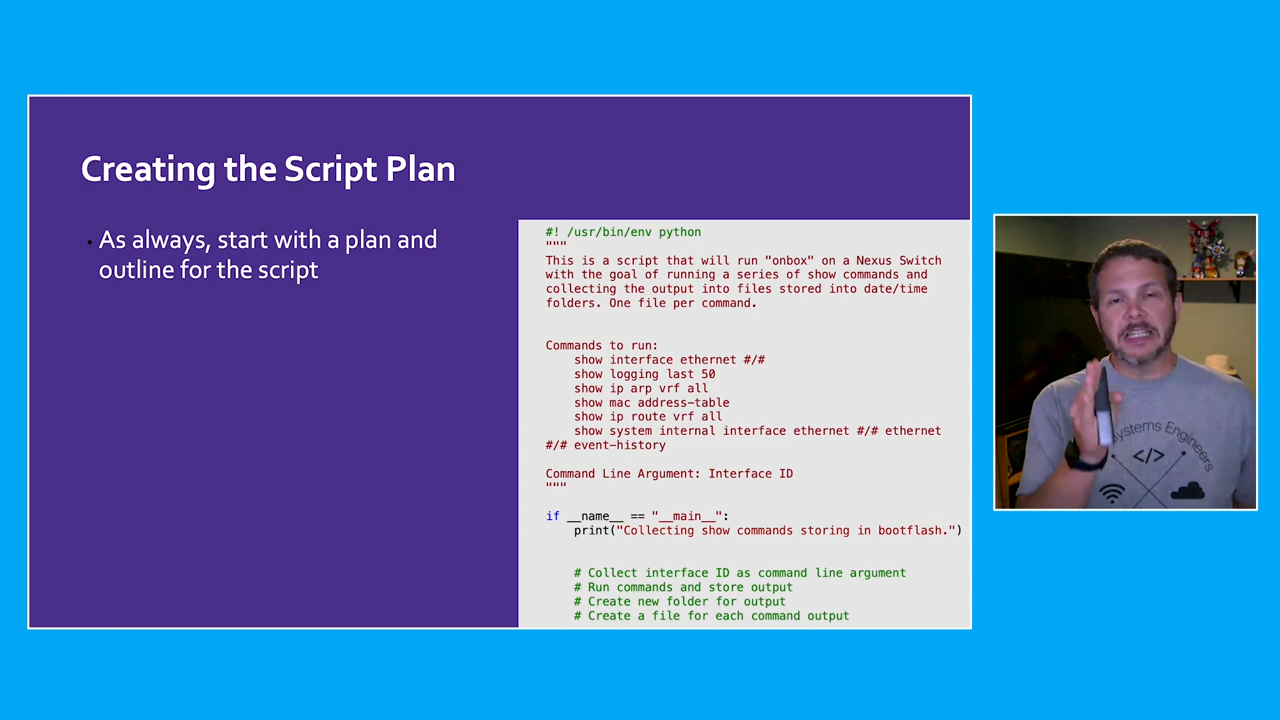 Creating the Script Plan
· As always, start with a plan and
outline for the script
#! /usr/bin/env python
"""
This is a script that will run "onbox" on a Nexus Switch
with the goal of running a series of show commands and
collecting the output into files stored into date/time
folders. One file per command.
Commands to run:
show interface ethernet #/#
show logging last 50
show ip arp vrf all
show mac address-table
show ip route vrf all
show system internal interface ethernet #/# ethernet
#/# event-history
Command Line Argument: Interface ID
"""
if __name__ == "__main__":
print("Collecting show commands storing in bootflash.")
# Collect interface ID as command line argument
# Run commands and store output
# Create new folder for output
# Create a file for each command output
Systems Engineers
</>